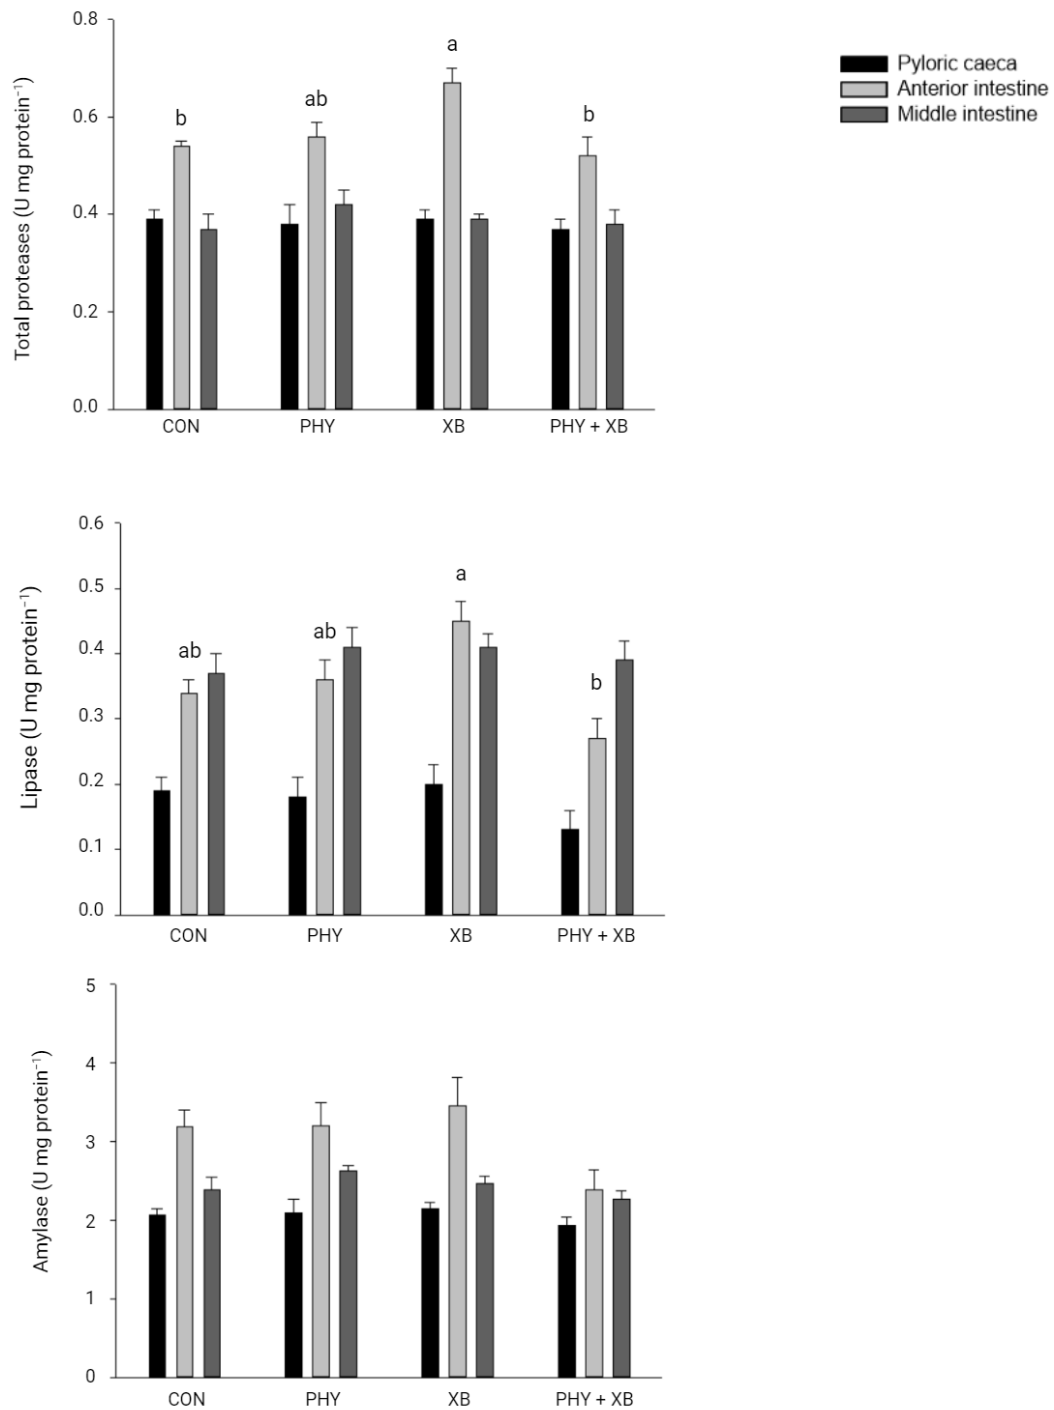 0.8
0.6
0.4
0.2
0.0
Total proteases (U mg protein⁻¹)
b
ab
a
b
CON
PHY
XB
PHY + XB
Pyloric caeca
Anterior intestine
Middle intestine
0.6
0.5
0.4
0.3
0.2
0.1
0.0
Lipase (U mg protein⁻¹)
ab
ab
a
b
CON
PHY
XB
PHY + XB
5
4
3
2
1
0
Amylase (U mg protein⁻¹)
CON
PHY
XB
PHY + XB